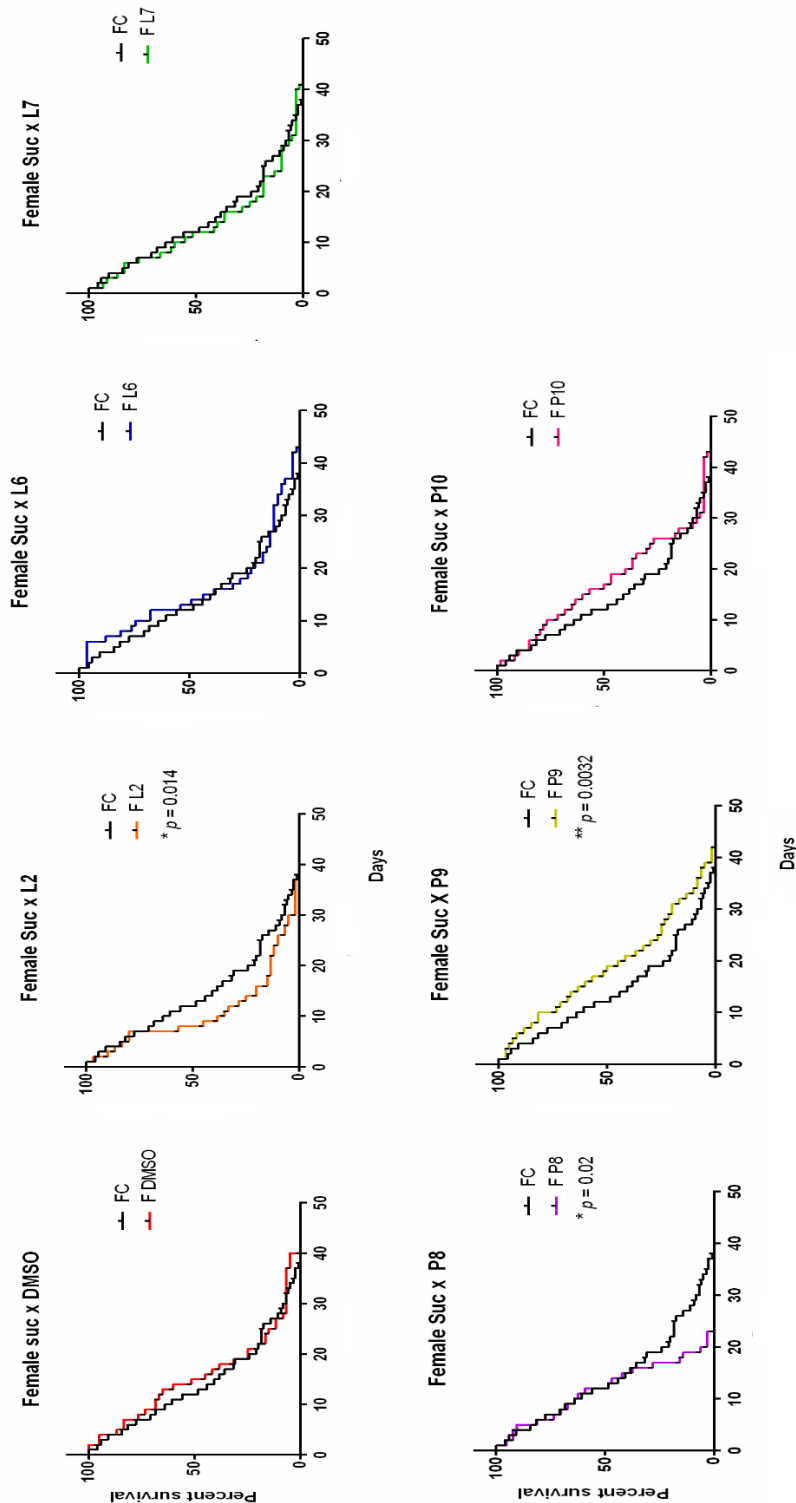 Female suc x DMSO
Percent survival
100
50
0
0 10 20 30 40 50
FC
F DMSO
Female Suc x L2
100
50
0
0 10 20 30 40 50
FC
F L2
* p = 0.014
Days
Female Suc x L6
100
50
0
0 10 20 30 40 50
FC
F L6
Female Suc x L7
100
50
0
0 10 20 30 40 50
FC
F L7
Female Suc x P8
Percent survival
100
50
0
0 10 20 30 40 50
FC
F P8
* p = 0.02
Female Suc X P9
100
50
0
0 10 20 30 40 50
FC
F P9
** p = 0.0032
Days
Female Suc x P10
100
50
0
0 10 20 30 40 50
FC
F P10